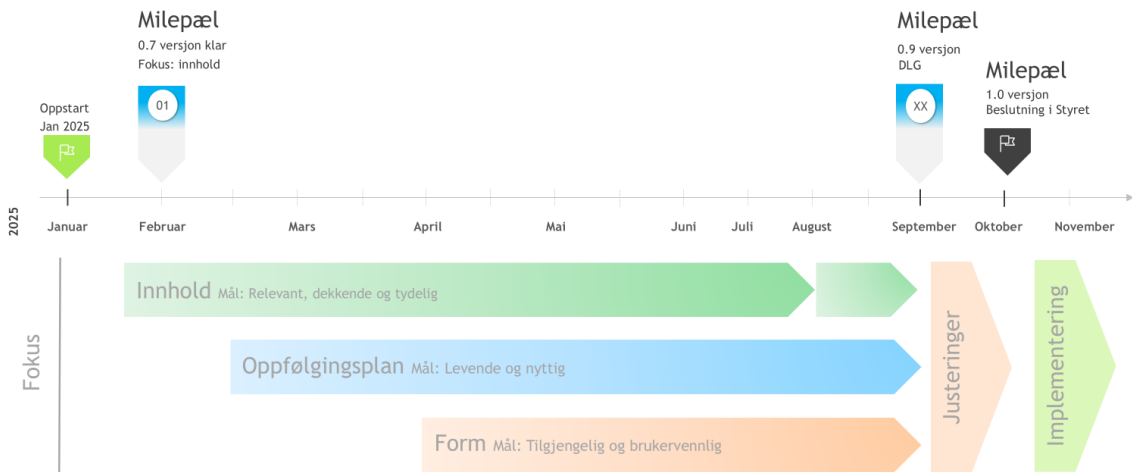 Milepæl
0.7 versjon klar
Fokus: innhold
01
Oppstart
Jan 2025
Milepæl
0.9 versjon
DLG
XX
Milepæl
1.0 versjon
Beslutning i Styret
2025
Januar
Februar
Mars
April
Mai
Juni
Juli
August
September
Oktober
November
Fokus
Innhold Mål: Relevant, dekkende og tydelig
Oppfølgingsplan Mål: Levende og nyttig
Form Mål: Tilgjengelig og brukervennlig
Justeringer
Implementering